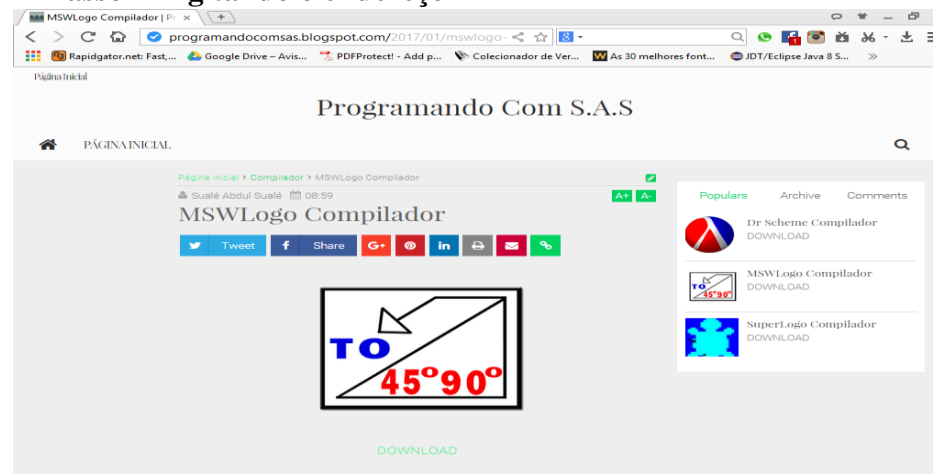 MSWLogo Compilador | Pr
programandocomsas.blogspot.com/2017/01/mswlogo-
Rapidgator.net: Fast,... Google Drive – Avis... PDFProtect! - Add p... Colecionador de Ver... As 30 melhores font... JDT/Eclipse Java 8 S... »
Página Inicial
Programando Com S.A.S
PÁGINA INICIAL
Página Inicial Compilador MSWLogo Compilador
Sualé Abdul Sualé 08:59
A+ A-
MSWLogo Compilador
Tweet Share G+ in
TO
45º90º
DOWNLOAD
Populars Archive Comments
Dr Scheme Compilador
DOWNLOAD
MSWLogo Compilador
DOWNLOAD
TO
45º90º
SuperLogo Compilador
DOWNLOAD